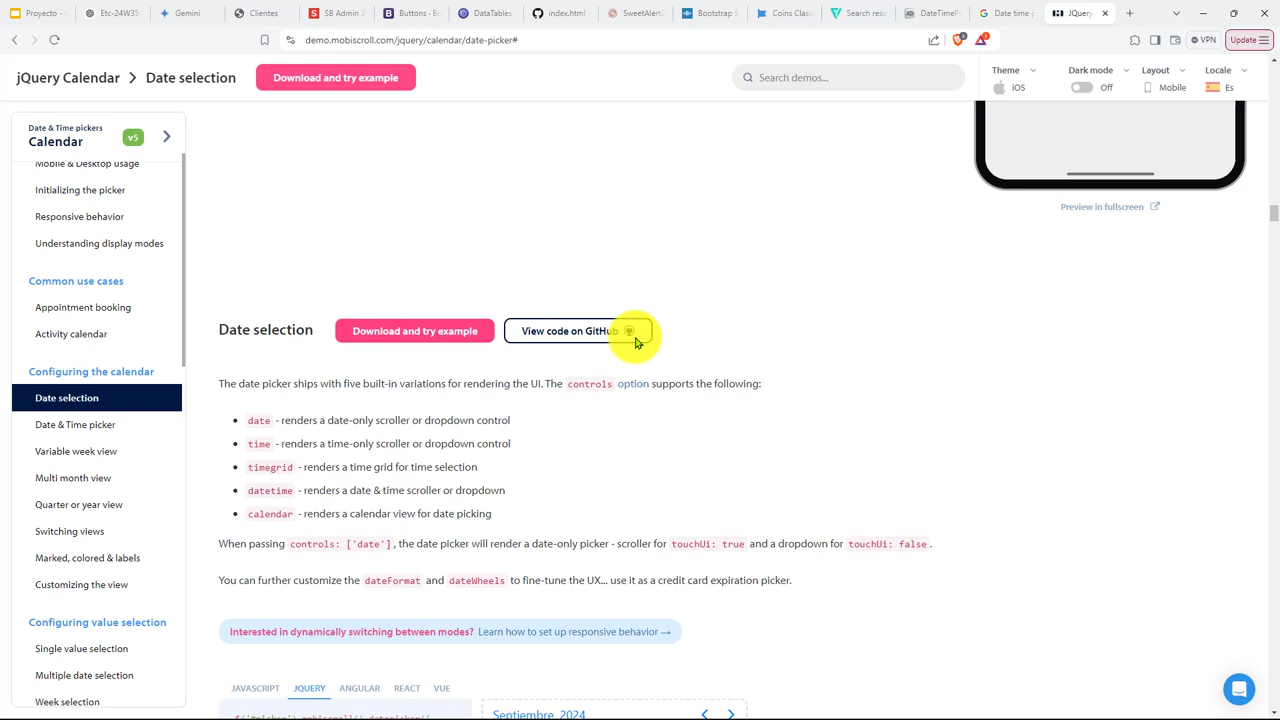 Proyecto - C
Etc-24W35-
Gemini
Clientes
SB Admin 2
Buttons - Bo
DataTables
index.html
SweetAlert2
Bootstrap E
Coins Class
Search resu
DateTimePi
Date time p
JQuery
demo.mobiscroll.com/jquery/calendar/date-picker#
VPN
Update
jQuery Calendar
Date selection
Download and try example
Search demos...
Theme
iOS
Dark mode
Off
Layout
Mobile
Locale
Es
Date & Time pickers
Calendar
v5
Mobile & Desktop usage
Initializing the picker
Responsive behavior
Understanding display modes
Common use cases
Appointment booking
Activity calendar
Configuring the calendar
Date selection
Date & Time picker
Variable week view
Multi month view
Quarter or year view
Switching views
Marked, colored & labels
Customizing the view
Configuring value selection
Single value selection
Multiple date selection
Week selection
Preview in fullscreen
Date selection
Download and try example
View code on GitHub
The date picker ships with five built-in variations for rendering the UI. The controls option supports the following:
• date - renders a date-only scroller or dropdown control
• time - renders a time-only scroller or dropdown control
• timegrid - renders a time grid for time selection
• datetime - renders a date & time scroller or dropdown
• calendar - renders a calendar view for date picking
When passing controls: ['date'], the date picker will render a date-only picker - scroller for touchUi: true and a dropdown for touchUi: false.
You can further customize the dateFormat and dateWheels to fine-tune the UX... use it as a credit card expiration picker.
Interested in dynamically switching between modes? Learn how to set up responsive behavior →
JAVASCRIPT JQUERY ANGULAR REACT VUE
Septiembre 2024